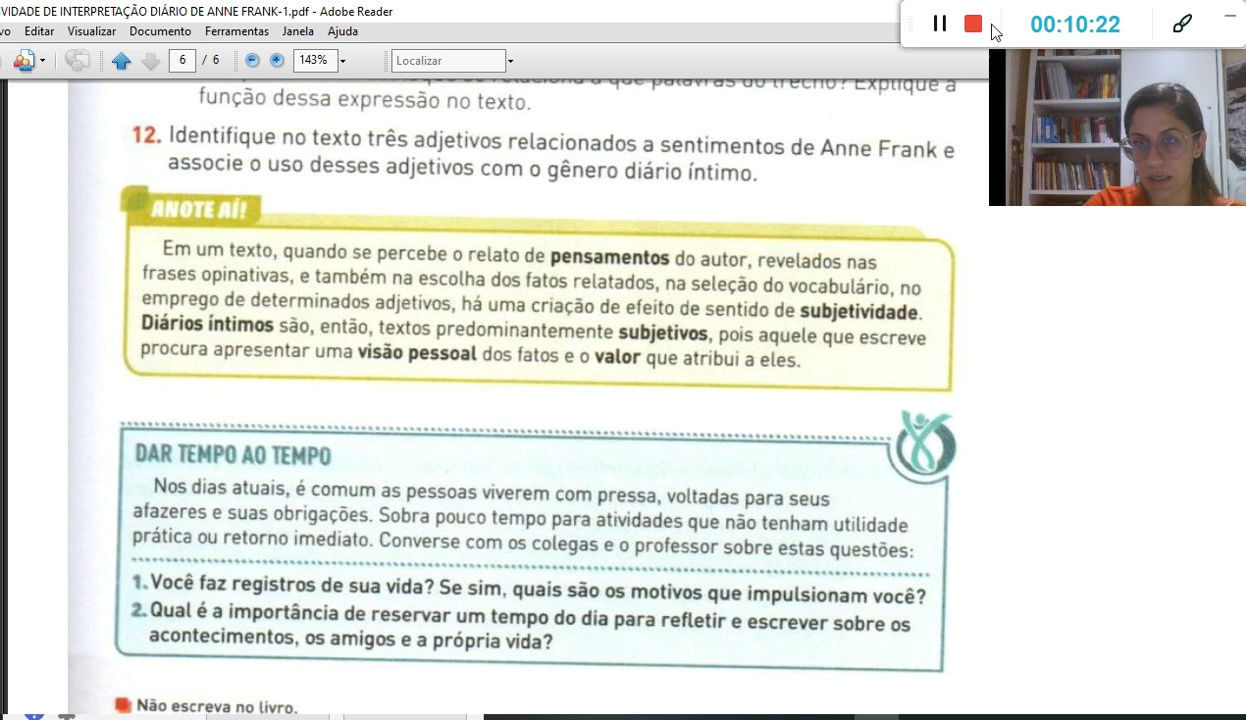 IVIDADE DE INTERPRETAÇÃO DIÁRIO DE ANNE FRANK-1.pdf - Adobe Reader
vo Editar Visualizar Documento Ferramentas Janela Ajuda
6 / 6 143% Localizar
00:10:22
se relaciona a que palavras do trecho? Explique a
função dessa expressão no texto.
12. Identifique no texto três adjetivos relacionados a sentimentos de Anne Frank e
associe o uso desses adjetivos com o gênero diário íntimo.
ANOTE AÍ!
Em um texto, quando se percebe o relato de pensamentos do autor, revelados nas
frases opinativas, e também na escolha dos fatos relatados, na seleção do vocabulário, no
emprego de determinados adjetivos, há uma criação de efeito de sentido de subjetividade.
Diários íntimos são, então, textos predominantemente subjetivos, pois aquele que escreve
procura apresentar uma visão pessoal dos fatos e o valor que atribui a eles.
DAR TEMPO AO TEMPO
Nos dias atuais, é comum as pessoas viverem com pressa, voltadas para seus
afazeres e suas obrigações. Sobra pouco tempo para atividades que não tenham utilidade
prática ou retorno imediato. Converse com os colegas e o professor sobre estas questões:
1. Você faz registros de sua vida? Se sim, quais são os motivos que impulsionam você?
2. Qual é a importância de reservar um tempo do dia para refletir e escrever sobre os
acontecimentos, os amigos e a própria vida?
Não escreva no livro.